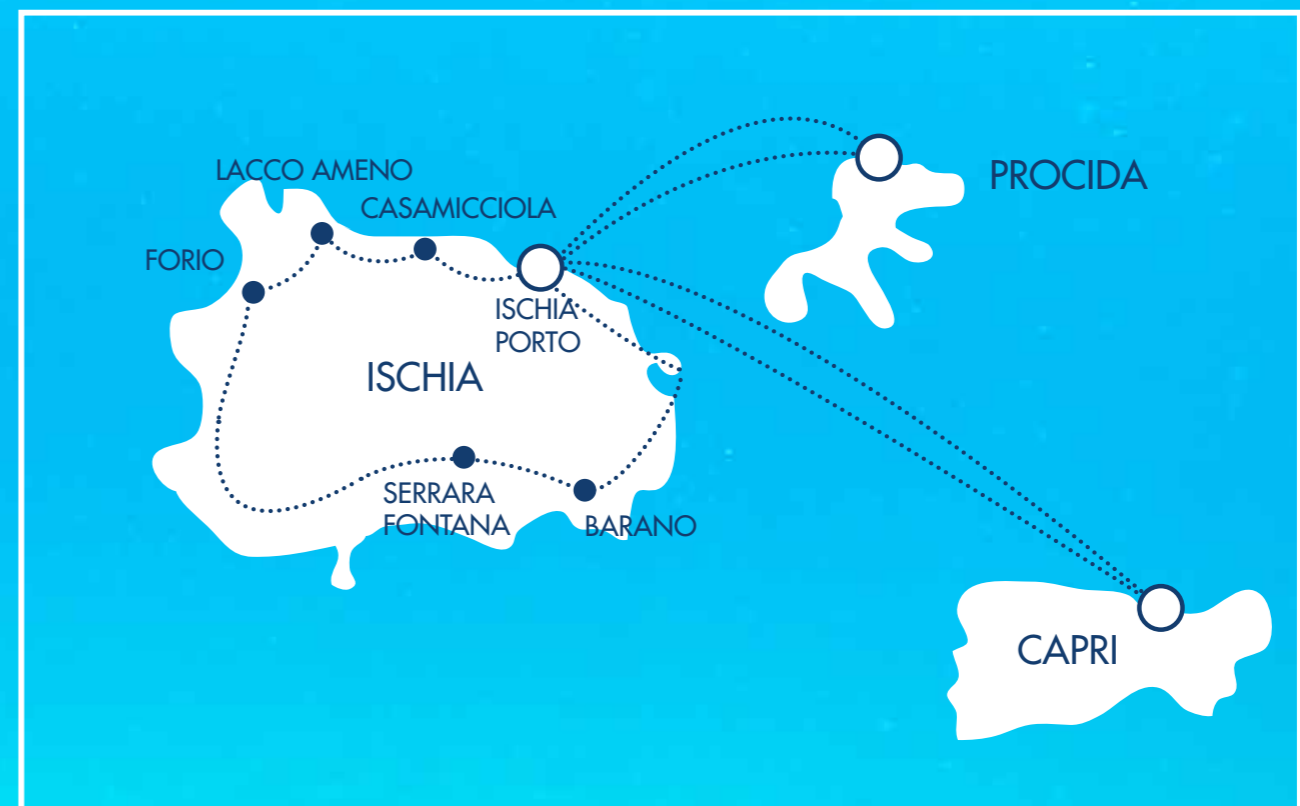 LACCO AMENO
CASAMICCIOLA
PROCIDA
FORIO
ISCHIA
PORTO
ISCHIA
SERRARA
FONTANA
BARANO
CAPRI